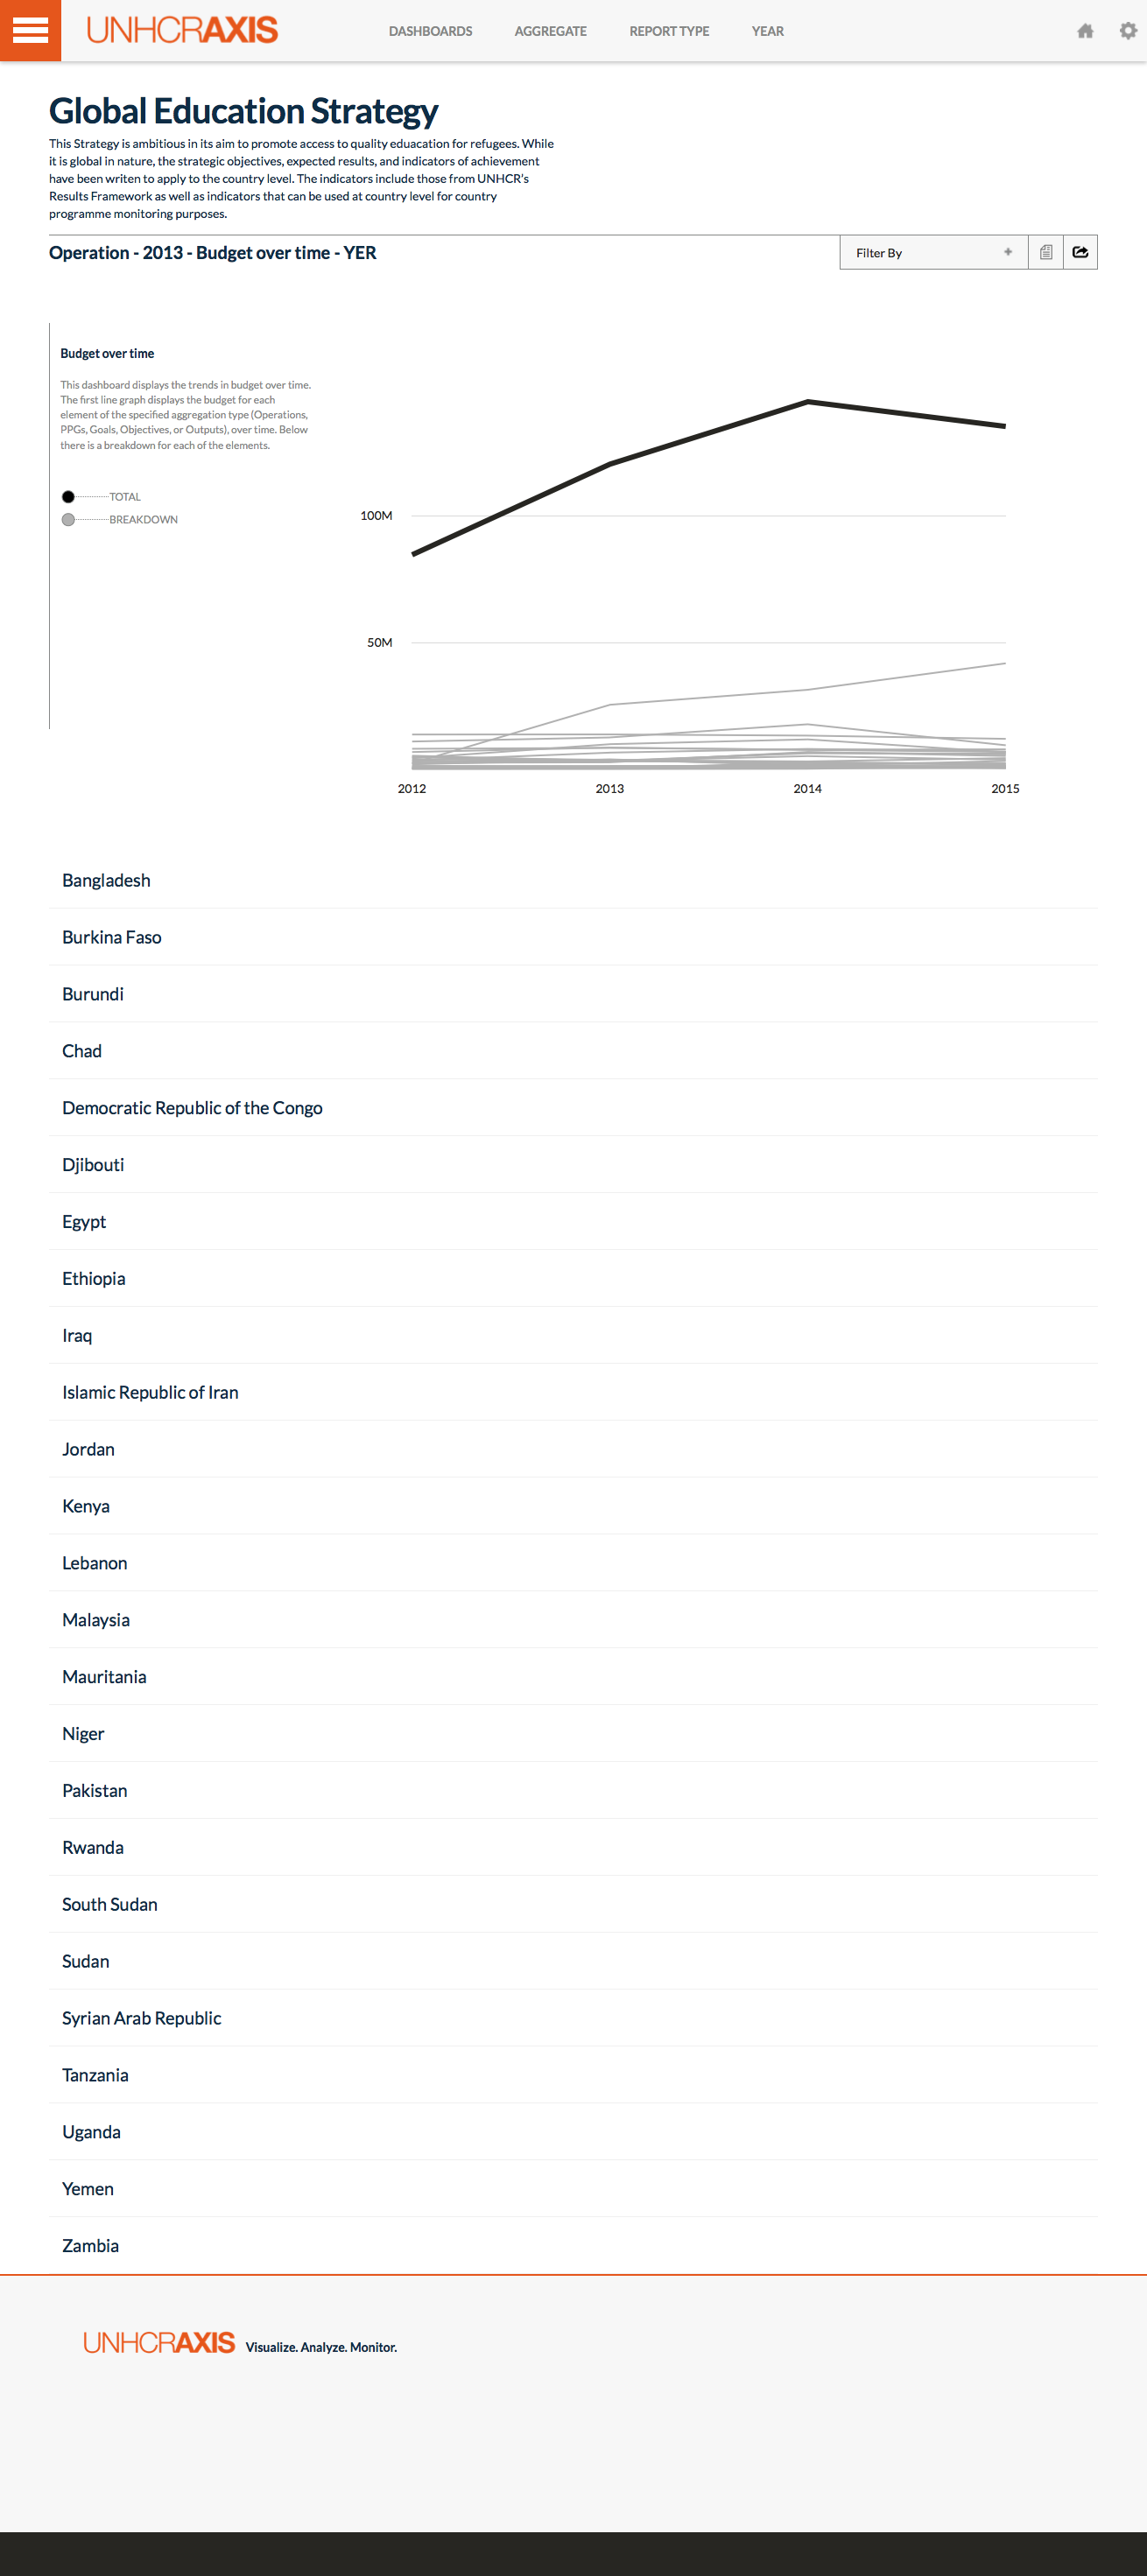 UNHCRAXIS
DASHBOARDS
AGGREGATE
REPORT TYPE
YEAR
Global Education Strategy
This Strategy is ambitious in its aim to promote access to quality eduacation for refugees. While
it is global in nature, the strategic objectives, expected results, and indicators of achievement
have been writen to apply to the country level. The indicators include those from UNHCR's
Results Framework as well as indicators that can be used at country level for country
programme monitoring purposes.
Operation - 2013 - Budget over time - YER
Filter By +
Budget over time
This dashboard displays the trends in budget over time.
The first line graph displays the budget for each
element of the specified aggregation type (Operations,
PPGs, Goals, Objectives, or Outputs), over time. Below
there is a breakdown for each of the elements.
TOTAL
BREAKDOWN
100M
50M
2012
2013
2014
2015
Bangladesh
Burkina Faso
Burundi
Chad
Democratic Republic of the Congo
Djibouti
Egypt
Ethiopia
Iraq
Islamic Republic of Iran
Jordan
Kenya
Lebanon
Malaysia
Mauritania
Niger
Pakistan
Rwanda
South Sudan
Sudan
Syrian Arab Republic
Tanzania
Uganda
Yemen
Zambia
UNHCRAXIS Visualize. Analyze. Monitor.